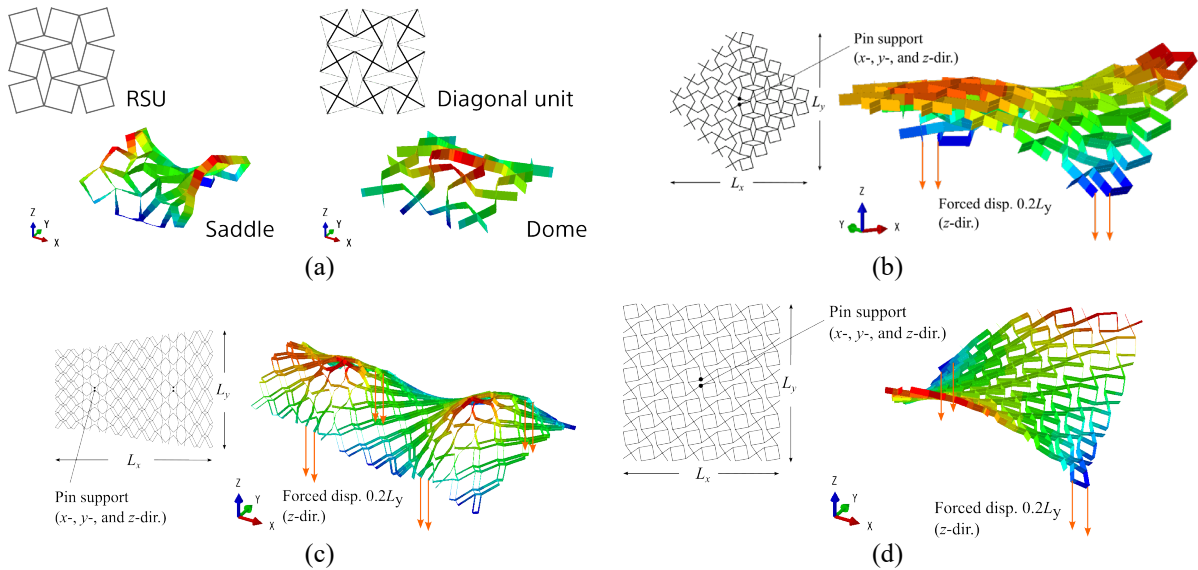 RSU
Diagonal unit
Saddle
Dome
Z
Y
X
Z
Y
X
(a)
Pin support
(x-, y-, and z-dir.)
Ly
Lx
Forced disp. 0.2Ly
(z-dir.)
Z
Y
X
(b)
Ly
Lx
Pin support
(x-, y-, and z-dir.)
Forced disp. 0.2Ly
(z-dir.)
Z
Y
X
(c)
Pin support
(x-, y-, and z-dir.)
Ly
Lx
Forced disp. 0.2Ly
(z-dir.)
Z
Y
X
(d)